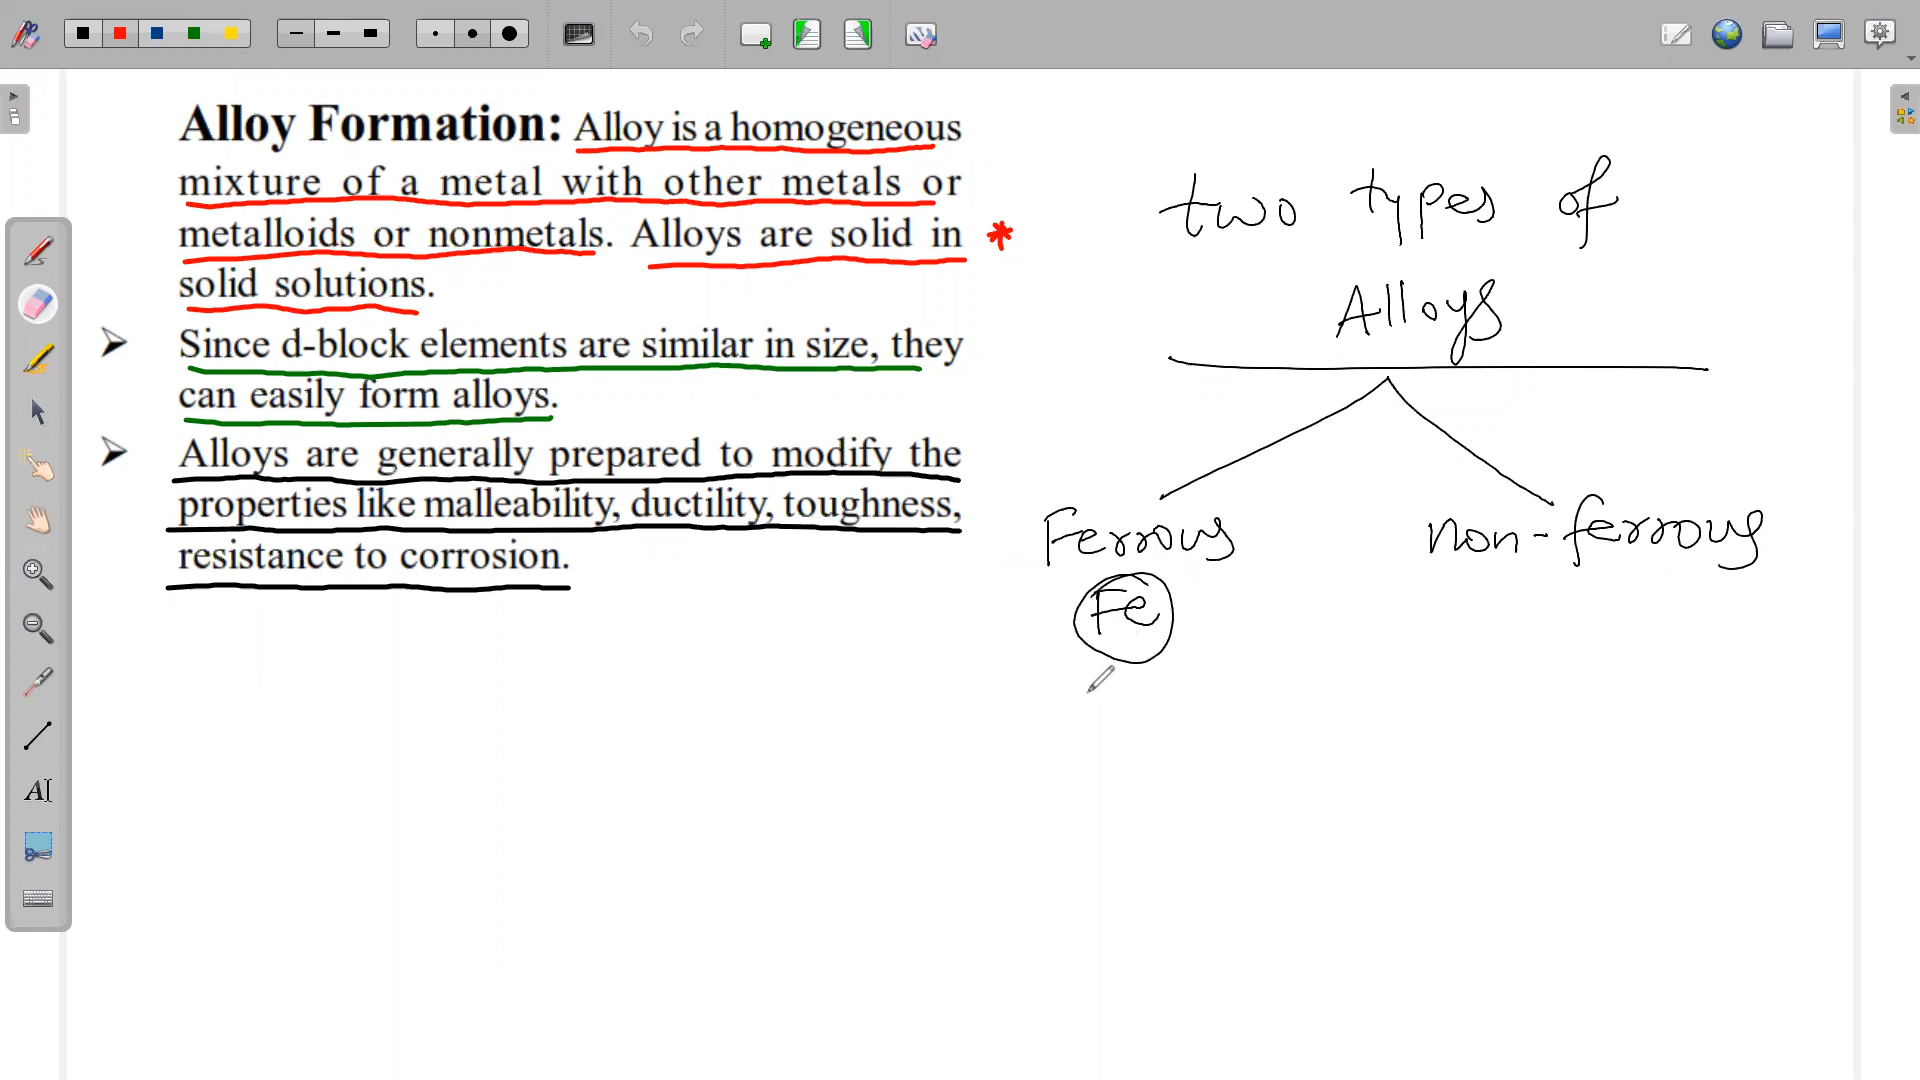 Alloy Formation: Alloy is a homogeneous
mixture of a metal with other metals or
metalloids or nonmetals. Alloys are solid in *
solid solutions.
➢ Since d-block elements are similar in size, they
can easily form alloys.
➢ Alloys are generally prepared to modify the
properties like malleability, ductility, toughness,
resistance to corrosion.
two types of
Alloys
Ferrous non-ferrous
Fe